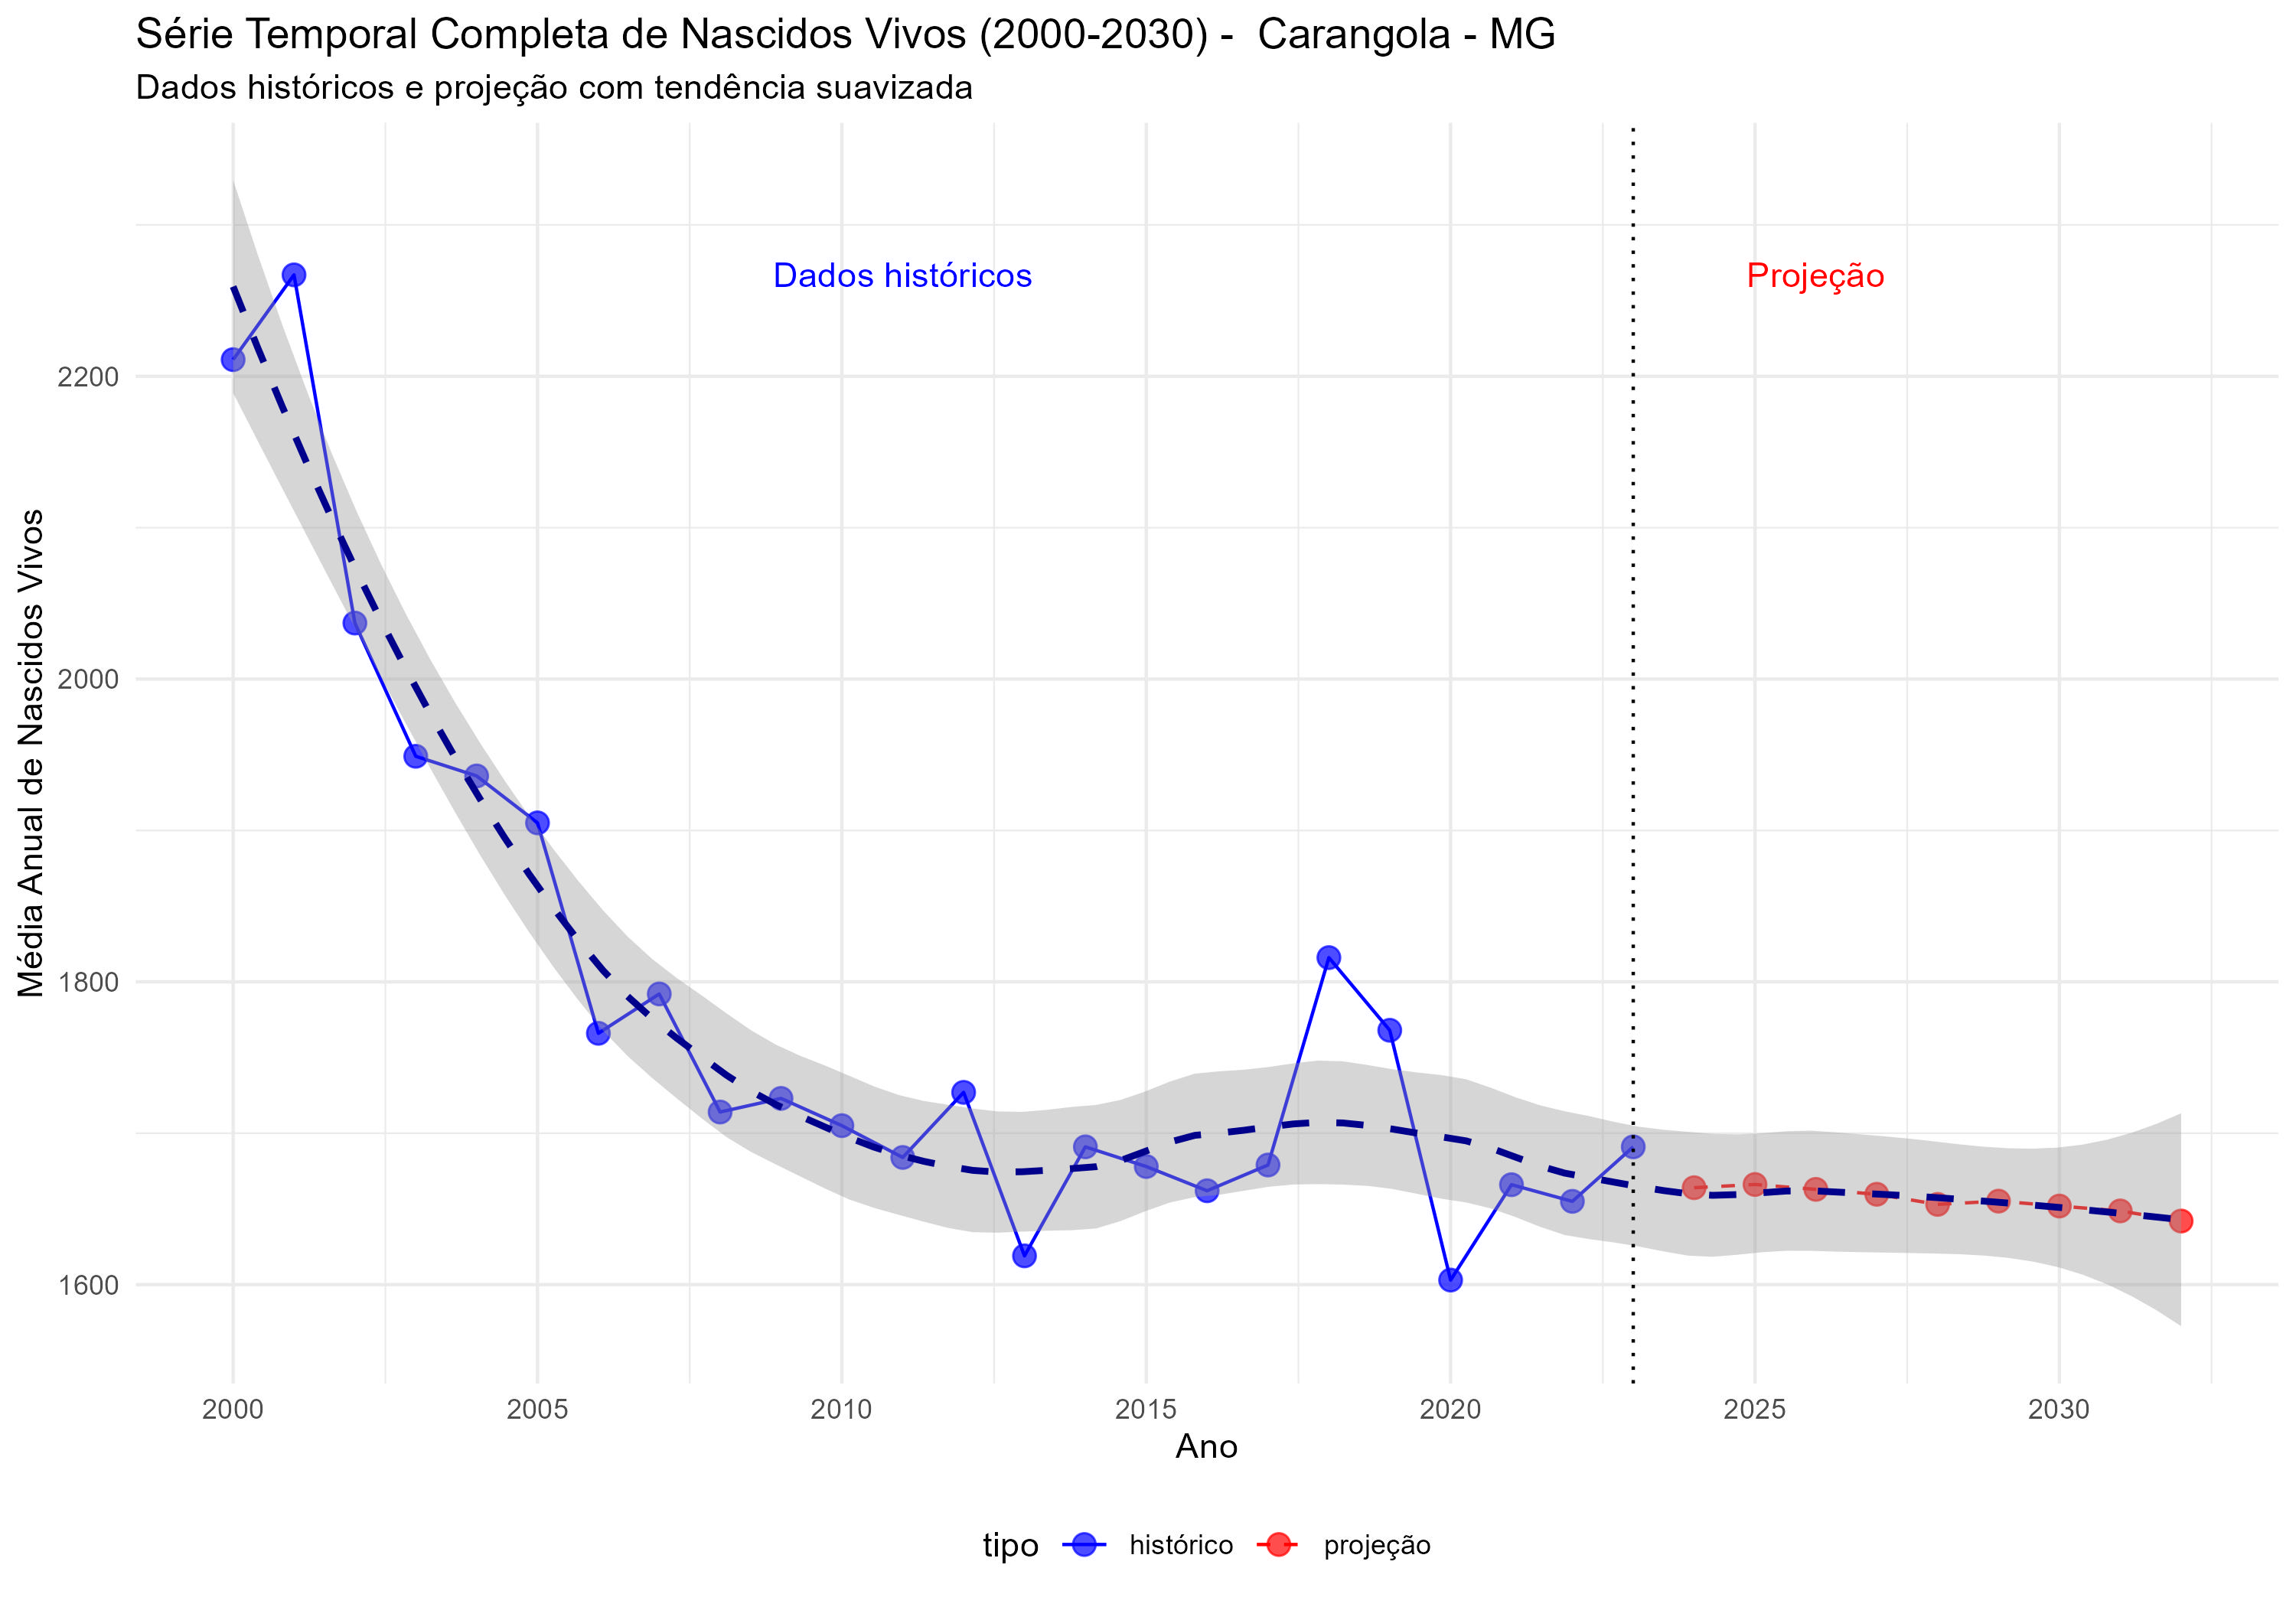 Série Temporal Completa de Nascidos Vivos (2000-2030) -  Carangola - MG
Dados históricos e projeção com tendência suavizada
Dados históricos
Projeção
Média Anual de Nascidos Vivos
2200
2000
1800
1600
2000 2005 2010 2015 2020 2025 2030
Ano
tipo histórico projeção